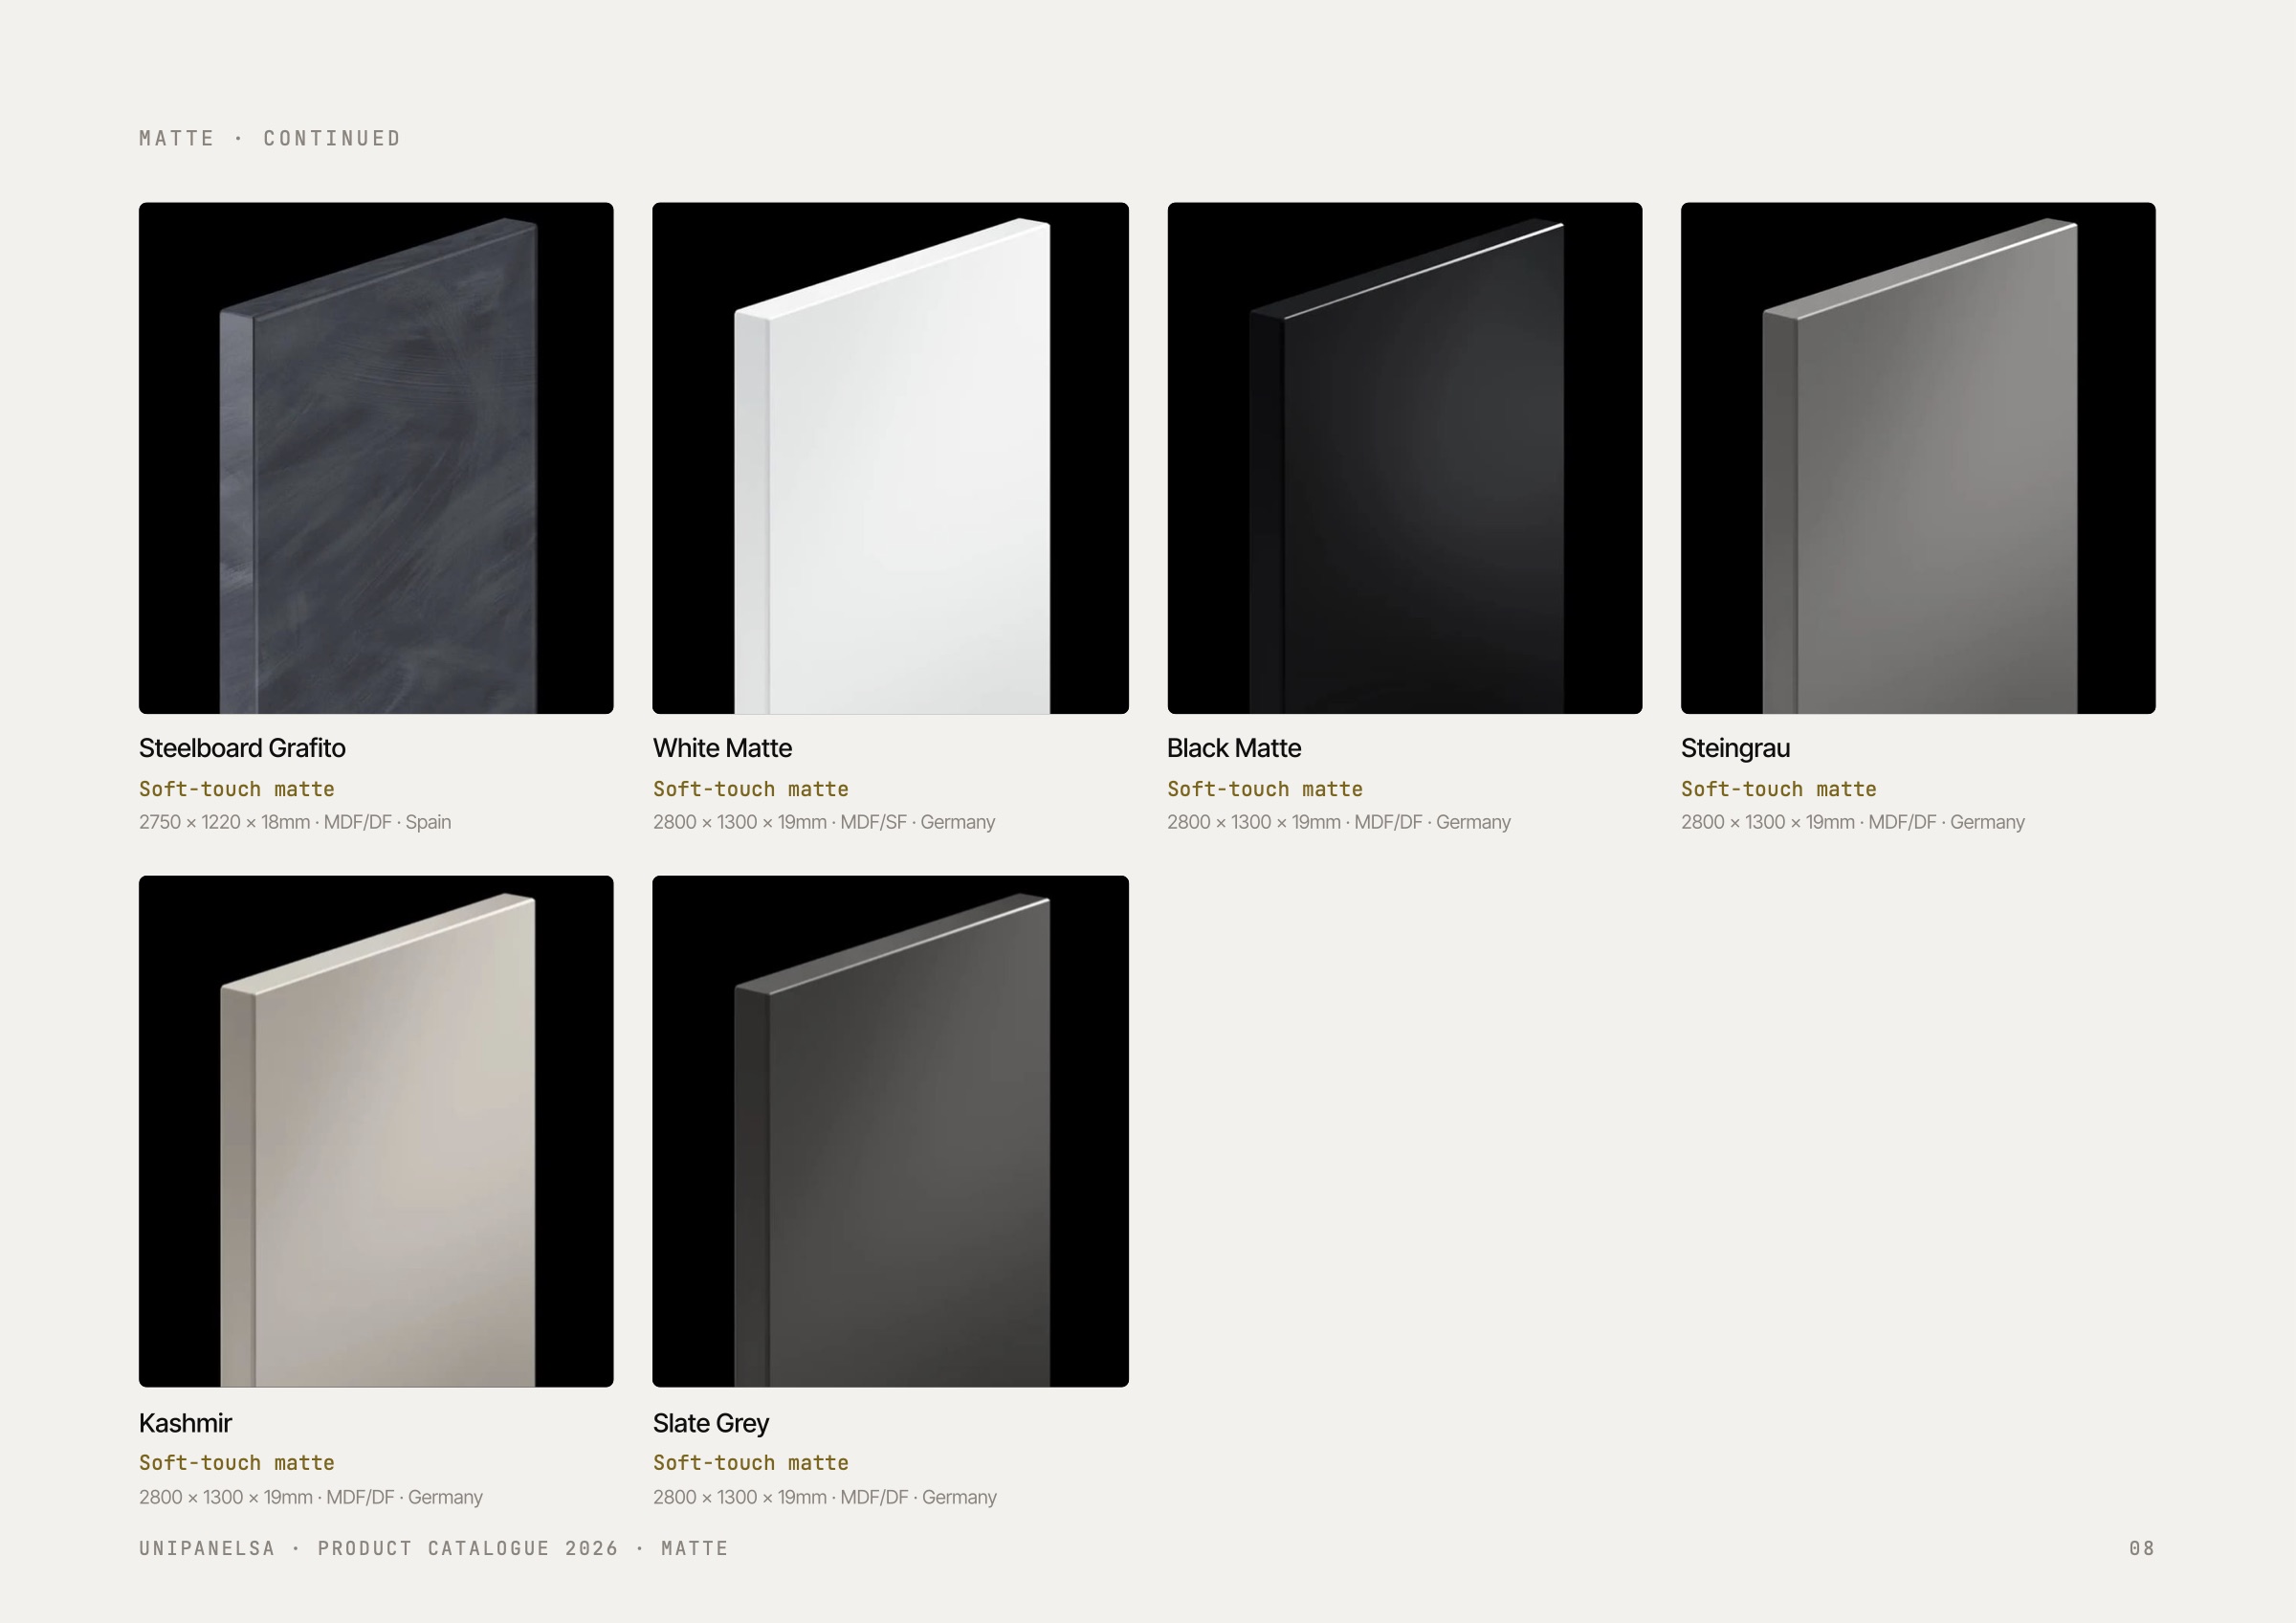 MATTE · CONTINUED
Steelboard Grafito
Soft-touch matte
2750 × 1220 × 18mm · MDF/DF · Spain
White Matte
Soft-touch matte
2800 × 1300 × 19mm · MDF/SF · Germany
Black Matte
Soft-touch matte
2800 × 1300 × 19mm · MDF/DF · Germany
Steingrau
Soft-touch matte
2800 × 1300 × 19mm · MDF/DF · Germany
Kashmir
Soft-touch matte
2800 × 1300 × 19mm · MDF/DF · Germany
Slate Grey
Soft-touch matte
2800 × 1300 × 19mm · MDF/DF · Germany
UNIPANELSA · PRODUCT CATALOGUE 2026 · MATTE
08